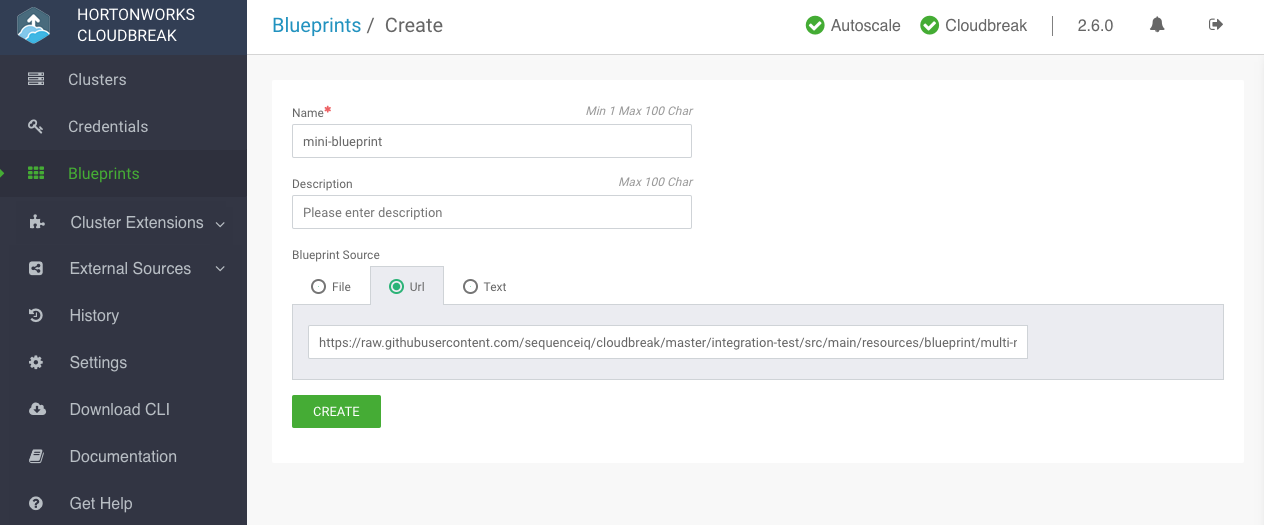 HORTONWORKS
CLOUDBREAK
Clusters
Credentials
Blueprints
Cluster Extensions
External Sources
History
Settings
Download CLI
Documentation
Get Help
Blueprints / Create
Autoscale
Cloudbreak
2.6.0
Name*
Min 1 Max 100 Char
mini-blueprint
Description
Max 100 Char
Please enter description
Blueprint Source
File
Url
Text
https://raw.githubusercontent.com/sequenceiq/cloudbreak/master/integration-test/src/main/resources/blueprint/multi-r
CREATE